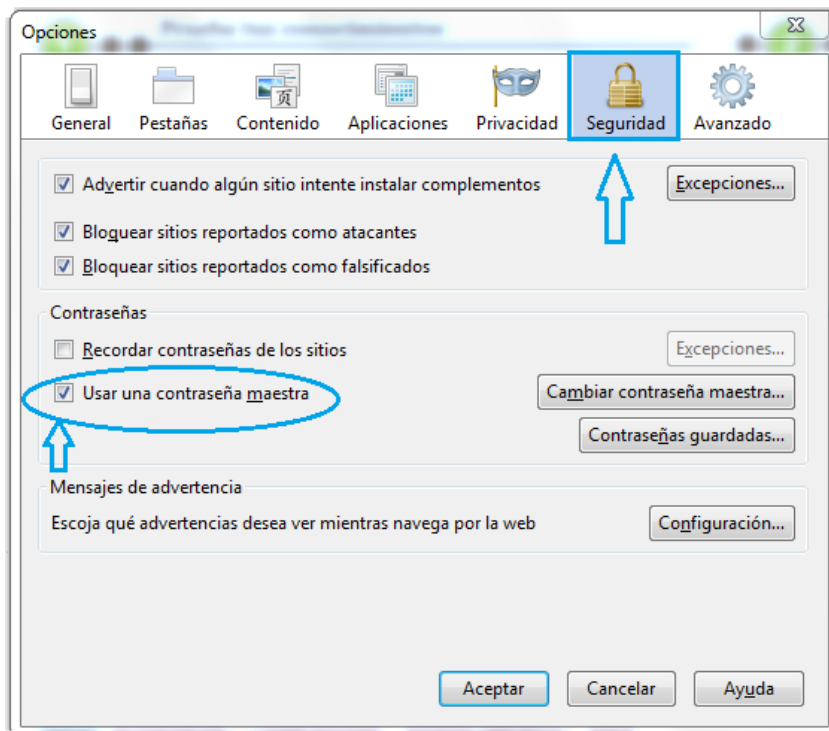 Opciones
General Pestañas Contenido Aplicaciones Privacidad Seguridad Avanzado
页
Advertir cuando algún sitio intente instalar complementos Excepciones...
Bloquear sitios reportados como atacantes
Bloquear sitios reportados como falsificados
Contraseñas
Recordar contraseñas de los sitios Excepciones...
Usar una contraseña maestra Cambiar contraseña maestra...
Contraseñas guardadas...
Mensajes de advertencia
Escoja qué advertencias desea ver mientras navega por la web Configuración...
Aceptar Cancelar Ayuda